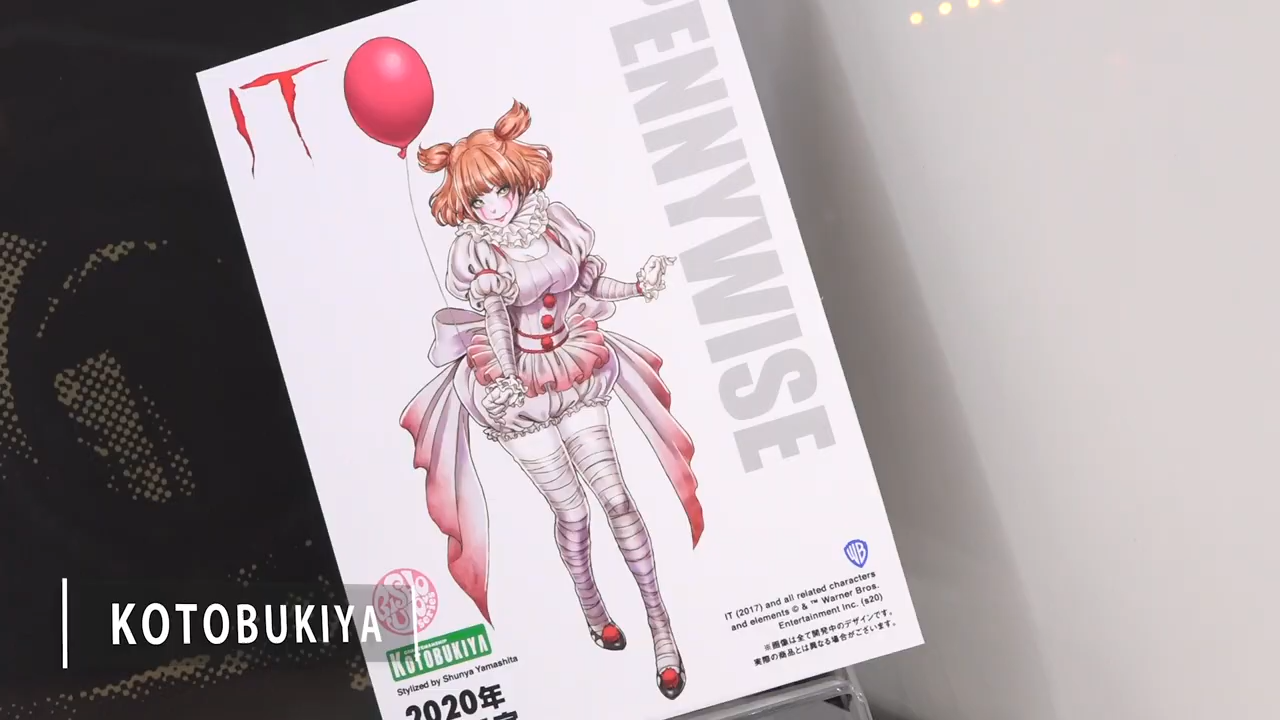 IT
PENNYWISE
BISHOUJO series
KOTOBUKIYA
KOTOBUKIYA
Stylized by Shunya Yamashita
2020年
IT (2017) and all related characters
and elements © & ™ Warner Bros.
Entertainment Inc. (s20)
※画像は全て開発中のデザインです。
実際の商品とは異なる場合がございます。
WB